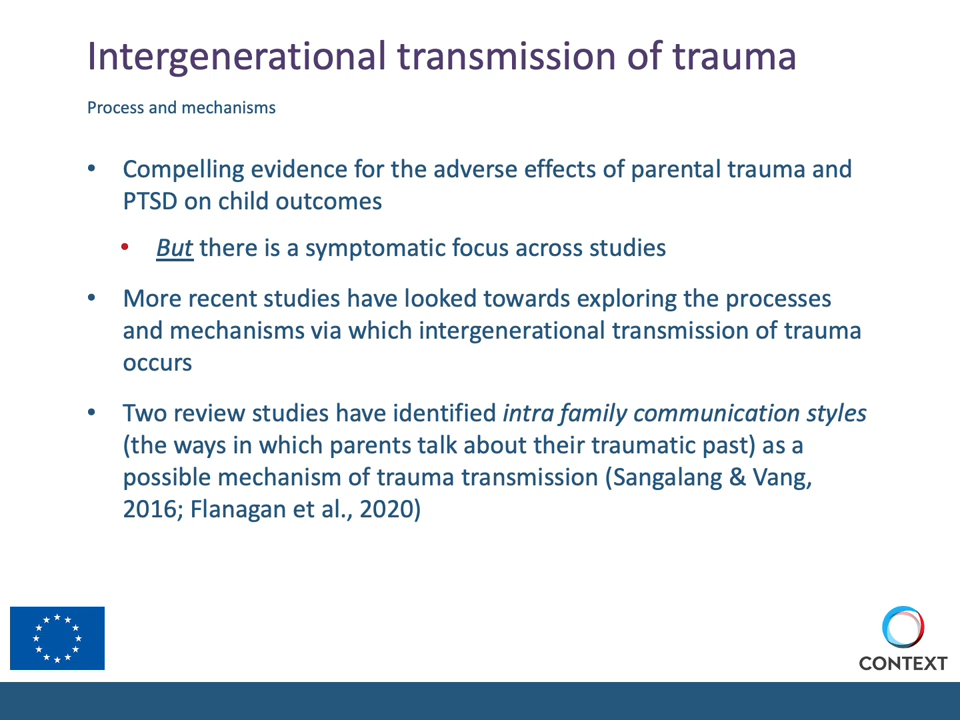 Intergenerational transmission of trauma
Process and mechanisms
• Compelling evidence for the adverse effects of parental trauma and
PTSD on child outcomes
• But there is a symptomatic focus across studies
• More recent studies have looked towards exploring the processes
and mechanisms via which intergenerational transmission of trauma
occurs
• Two review studies have identified intra family communication styles
(the ways in which parents talk about their traumatic past) as a
possible mechanism of trauma transmission (Sangalang & Vang,
2016; Flanagan et al., 2020)
CONTEXT